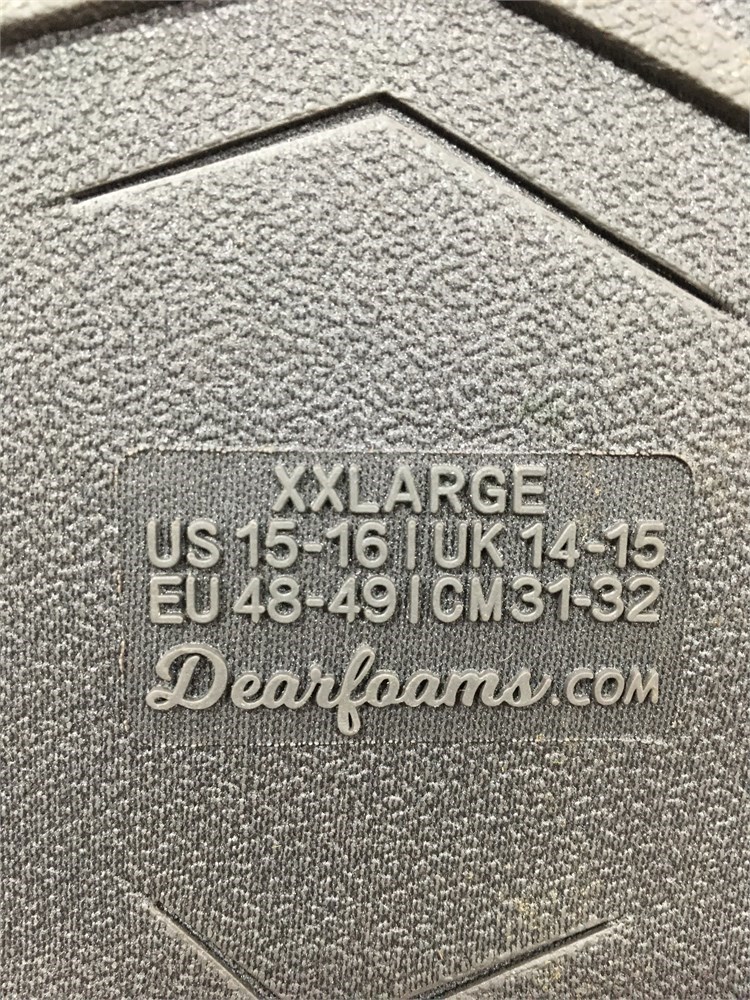 XXLARGE
US 15-16 | UK 14-15
EU 48-49 | CM 31-32
Dearfoams.COM